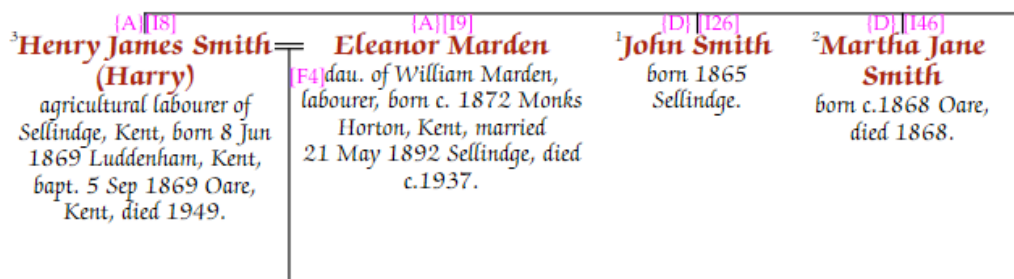 {A} [I8]
3Henry James Smith
(Harry)
agricultural labourer of
Sellindge, Kent, born 8 Jun
1869 Luddenham, Kent,
bapt. 5 Sep 1869 Oare,
Kent, died 1949.
{A} [I9]
Eleanor Marden
[F4]
dau. of William Marden,
labourer, born c. 1872 Monks
Horton, Kent, married
21 May 1892 Sellindge, died
c.1937.
{D} [I26]
1John Smith
born 1865
Sellindge.
{D} [I46]
2Martha Jane
Smith
born c.1868 Oare,
died 1868.